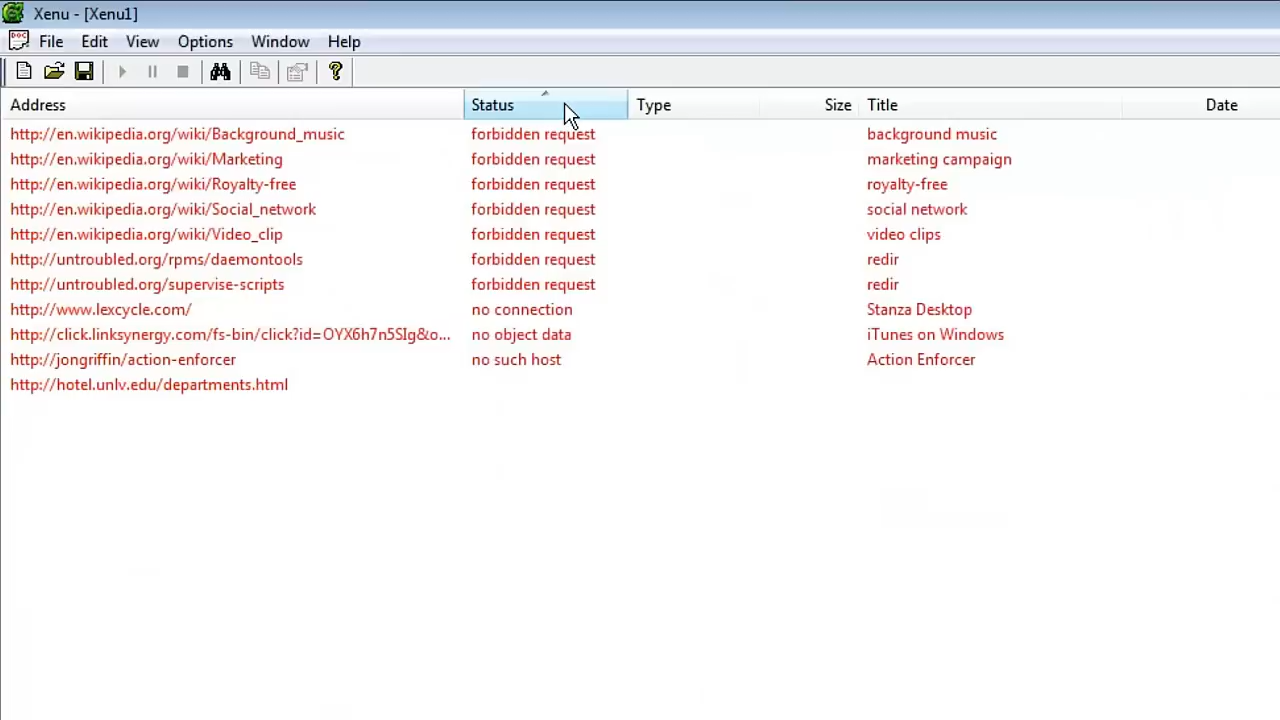 Xenu - [Xenu1]
File Edit View Options Window Help
Address Status Type Size Title Date
http://en.wikipedia.org/wiki/Background_music forbidden request background music
http://en.wikipedia.org/wiki/Marketing forbidden request marketing campaign
http://en.wikipedia.org/wiki/Royalty-free forbidden request royalty-free
http://en.wikipedia.org/wiki/Social_network forbidden request social network
http://en.wikipedia.org/wiki/Video_clip forbidden request video clips
http://untroubled.org/rpms/daemontools forbidden request redir
http://untroubled.org/supervise-scripts forbidden request redir
http://www.lexcycle.com/ no connection Stanza Desktop
http://click.linksynergy.com/fs-bin/click?id=OYX6h7n5SIg&o... no object data iTunes on Windows
http://jongriffin/action-enforcer no such host Action Enforcer
http://hotel.unlv.edu/departments.html